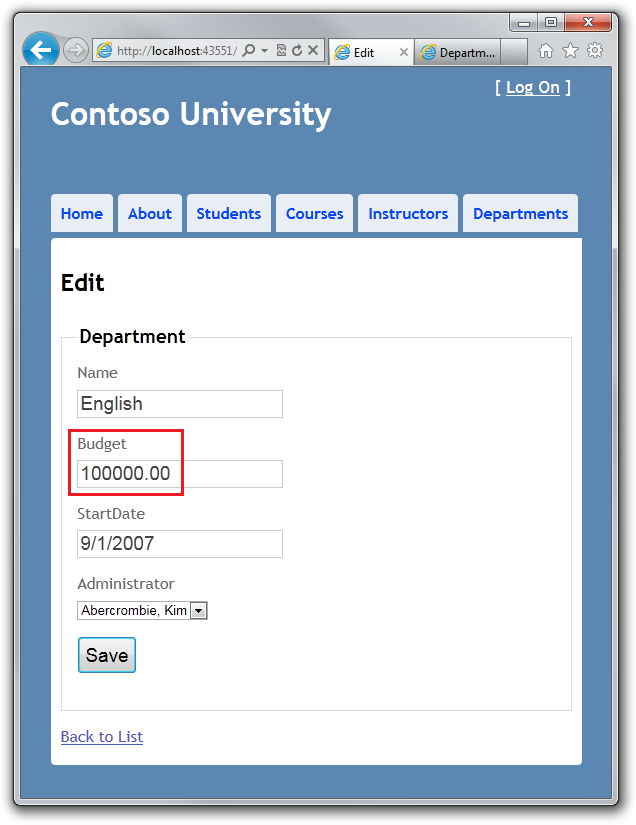 http://localhost:43551/
Edit
Departm...
[ Log On ]
Contoso University
Home About Students Courses Instructors Departments
Edit
Department
Name
English
Budget
100000.00
StartDate
9/1/2007
Administrator
Abercrombie, Kim
Save
Back to List